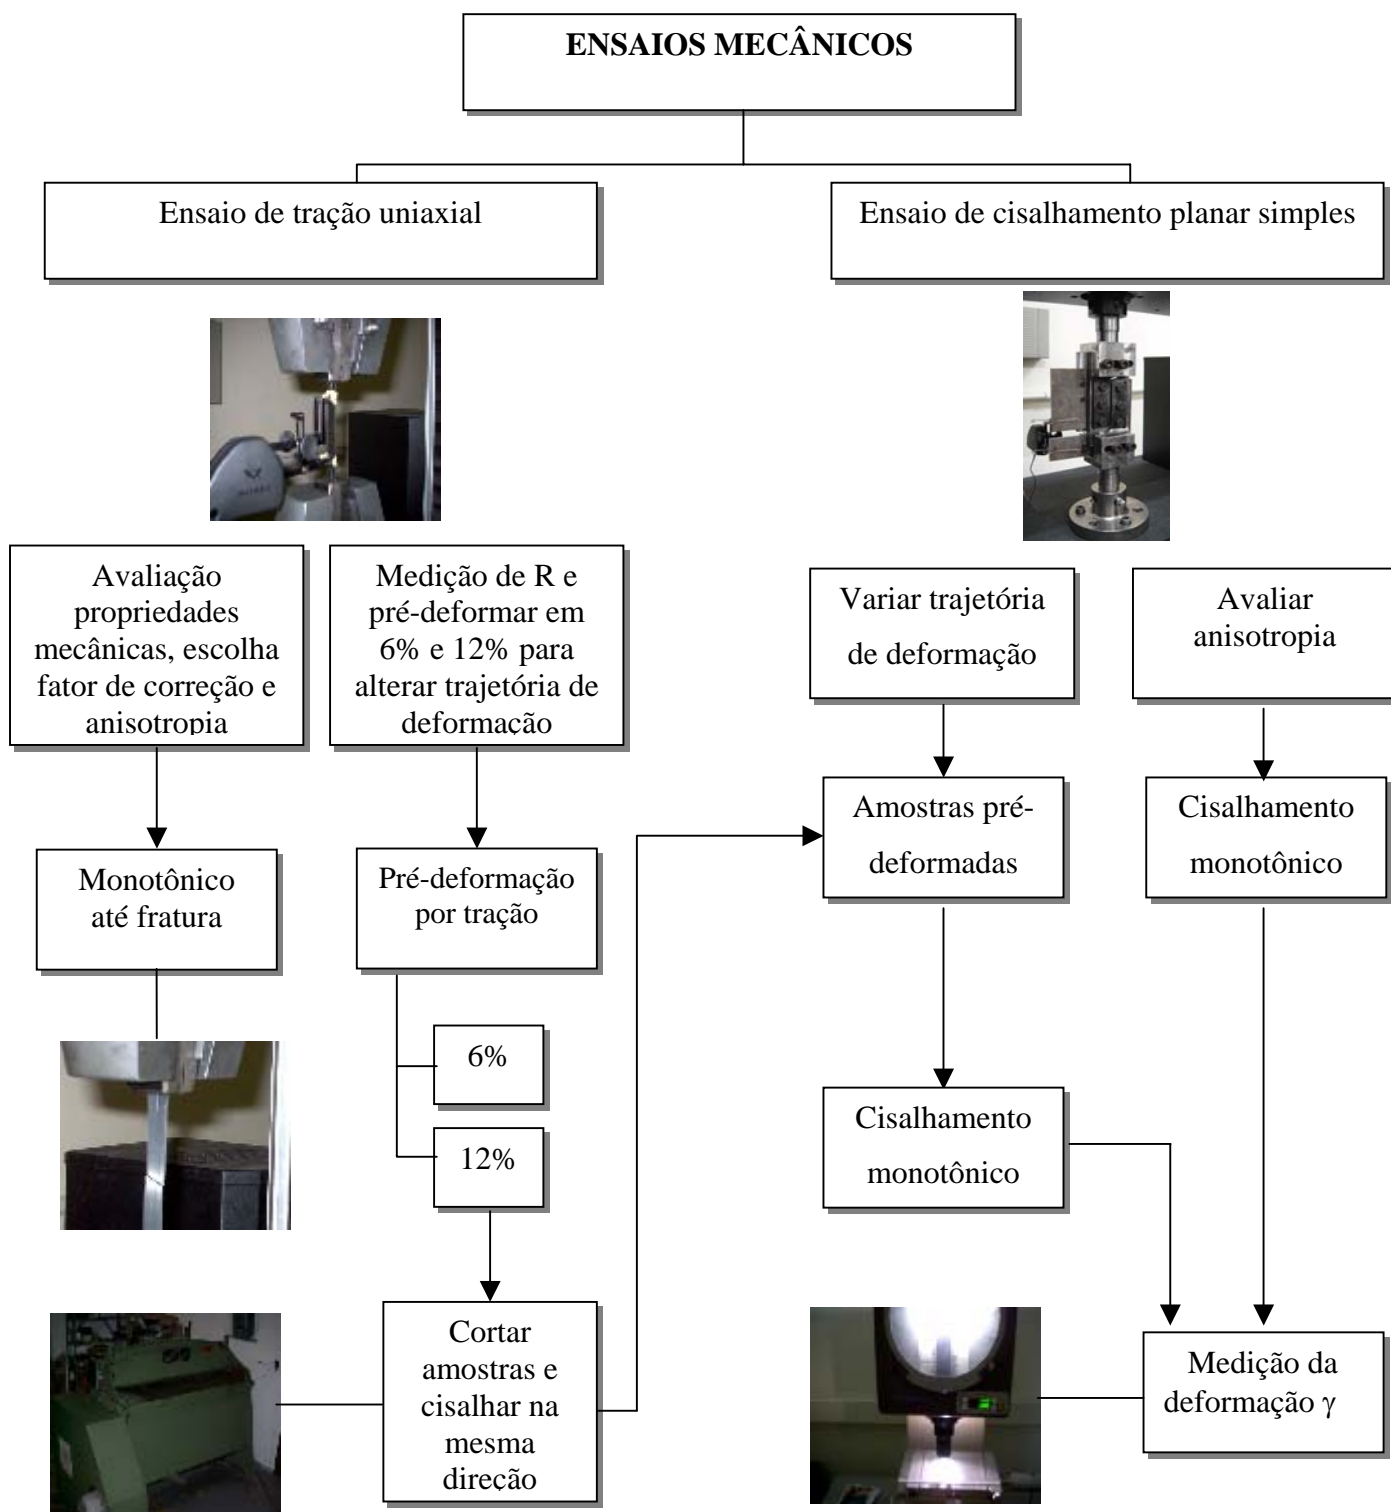 ENSAIOS MECÂNICOS
Ensaio de tração uniaxial
Ensaio de cisalhamento planar simples
Avaliação
propriedades
mecânicas, escolha
fator de correção e
anisotropia
Medição de R e
pré-deformar em
6% e 12% para
alterar trajetória de
deformação
Variar trajetória
de deformação
Avaliar
anisotropia
Monotônico
até fratura
Pré-deformação
por tração
Amostras pré-
deformadas
Cisalhamento
monotônico
6%
12%
Cisalhamento
monotônico
Cortar
amostras e
cisalhar na
mesma
direção
Medição da
deformação γ